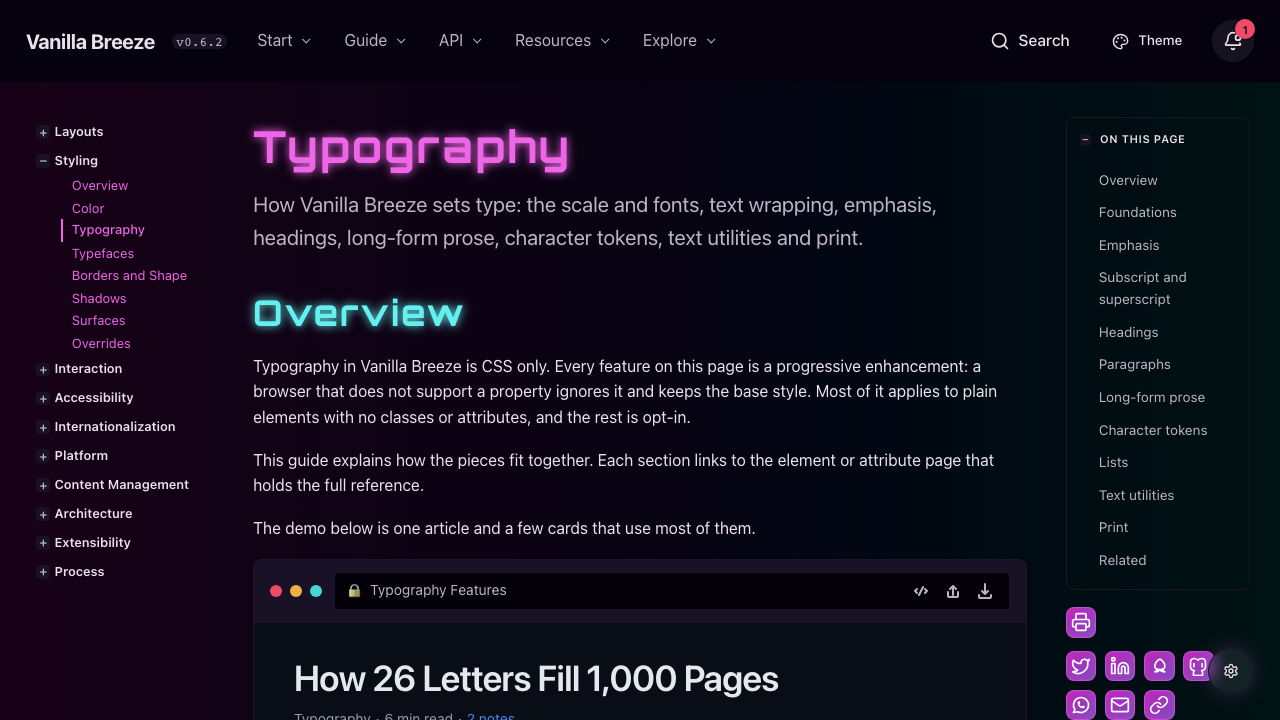 Vanilla Breeze v0.6.2 Start Guide API Resources Explore Search Theme 1
Layouts
Styling
Overview
Color
Typography
Typefaces
Borders and Shape
Shadows
Surfaces
Overrides
Interaction
Accessibility
Internationalization
Platform
Content Management
Architecture
Extensibility
Process
Typography
How Vanilla Breeze sets type: the scale and fonts, text wrapping, emphasis,
headings, long-form prose, character tokens, text utilities and print.
Overview
Typography in Vanilla Breeze is CSS only. Every feature on this page is a progressive enhancement: a
browser that does not support a property ignores it and keeps the base style. Most of it applies to plain
elements with no classes or attributes, and the rest is opt-in.
This guide explains how the pieces fit together. Each section links to the element or attribute page that
holds the full reference.
The demo below is one article and a few cards that use most of them.
Typography Features
How 26 Letters Fill 1,000 Pages
Typography · 6 min read · 2 notes
ON THIS PAGE
Overview
Foundations
Emphasis
Subscript and
superscript
Headings
Paragraphs
Long-form prose
Character tokens
Lists
Text utilities
Print
Related